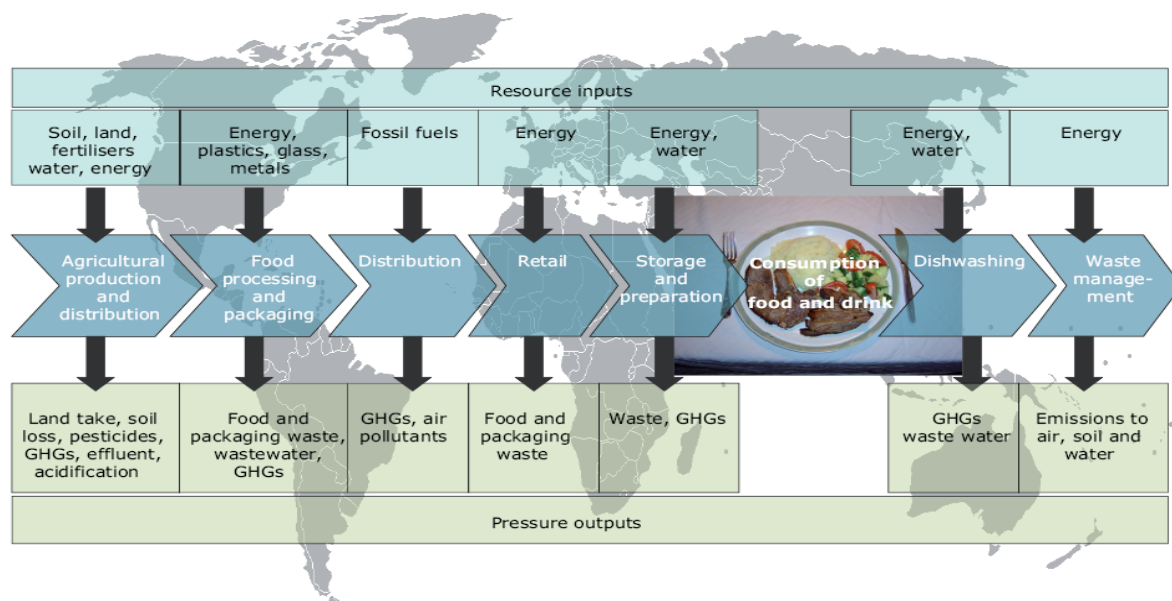 Resource inputs
Soil, land,
fertilisers
water, energy
Energy,
plastics, glass,
metals
Fossil fuels
Energy
Energy,
water
Energy,
water
Energy
Agricultural
production
and
distribution
Food
processing
and
packaging
Distribution
Retail
Storage
and
preparation
Consumption
of
food and drink
Dishwashing
Waste
manage-
ment
Land take, soil
loss, pesticides,
GHGs, effluent,
acidification
Food and
packaging waste,
wastewater,
GHGs
GHGs, air
pollutants
Food and
packaging
waste
Waste, GHGs
GHGs
waste water
Emissions to
air, soil and
water
Pressure outputs